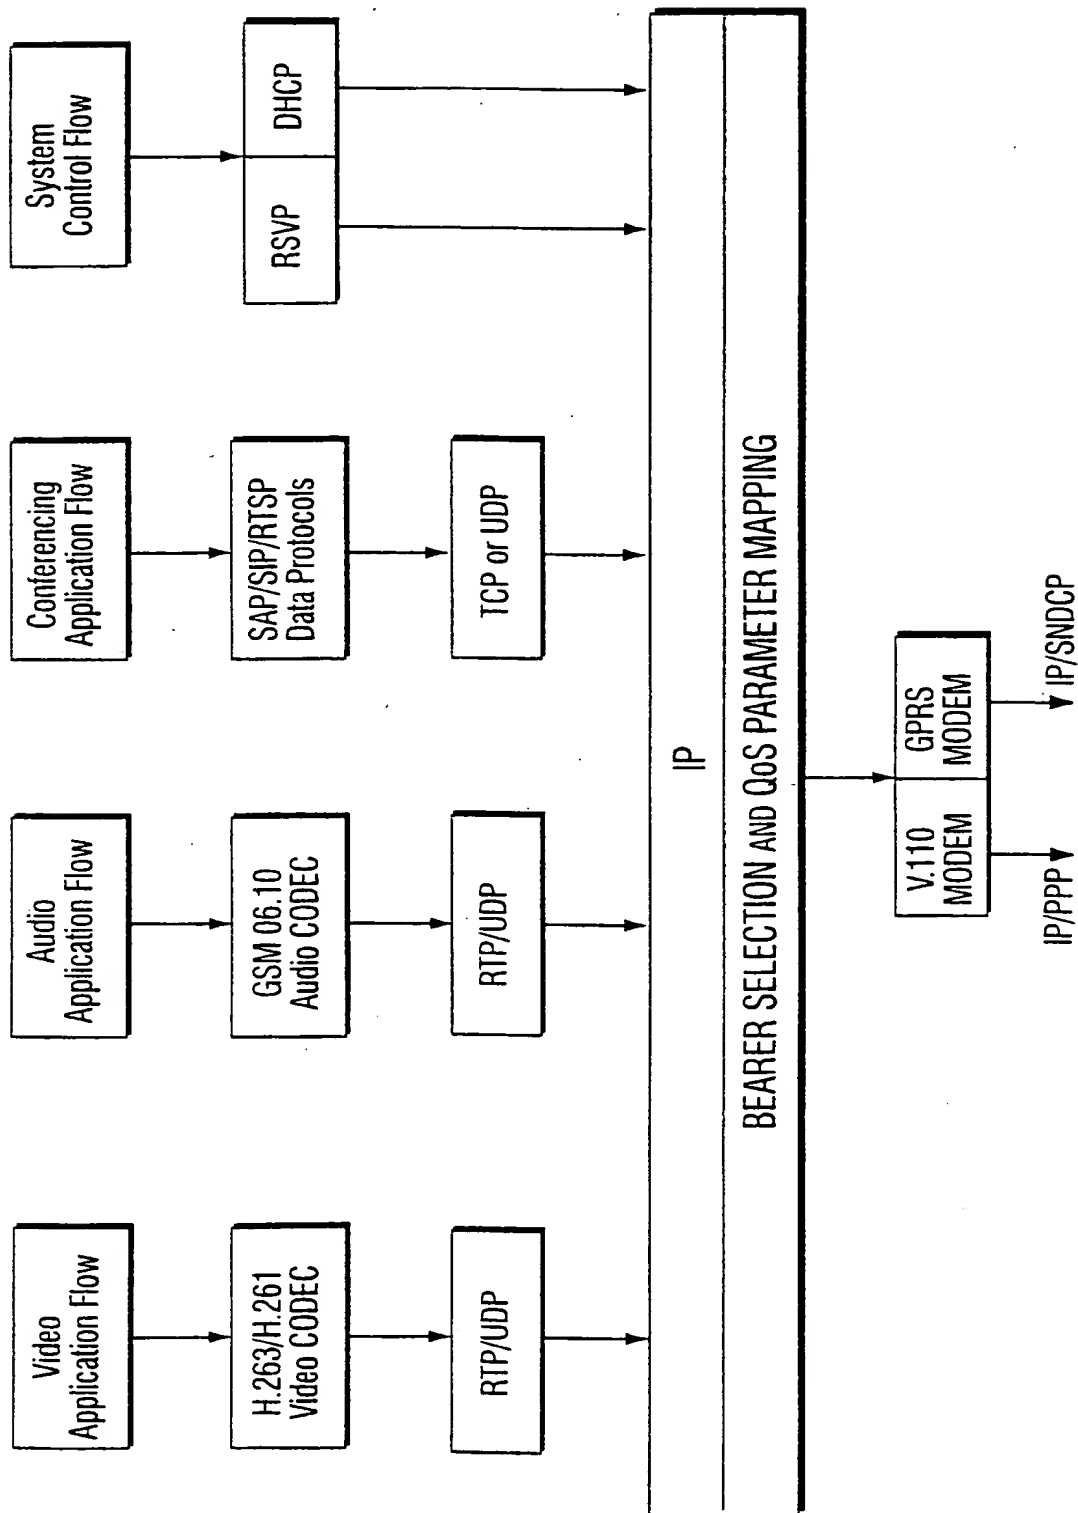 Video
Application Flow
H.263/H.261
Video CODEC
RTP/UDP
Audio
Application Flow
GSM 06.10
Audio CODEC
RTP/UDP
Conferencing
Application Flow
SAP/SIP/RTSP
Data Protocols
TCP or UDP
System
Control Flow
RSVP
DHCP
IP
BEARER SELECTION AND QoS PARAMETER MAPPING
V.110
MODEM
GPRS
MODEM
IP/PPP
IP/SNDCP